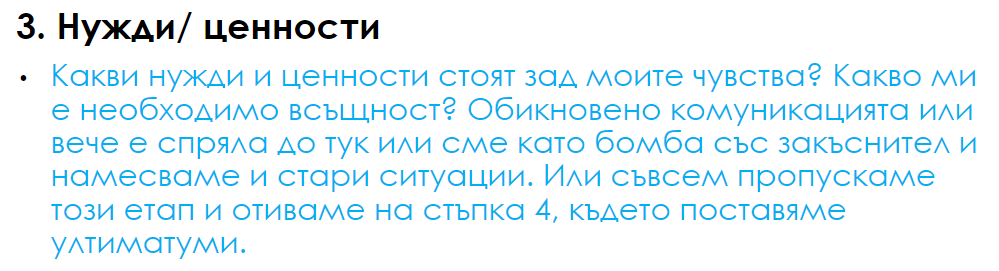 3. Нужди/ ценности
• Какви нужди и ценности стоят зад моите чувства? Какво ми
е необходимо всъщност? Обикновено комуникацията или
вече е спряла до тук или сме като бомба със закъснител и
намесваме и стари ситуации. Или съвсем пропускаме
този етап и отиваме на стъпка 4, където поставяме
ултиматуми.